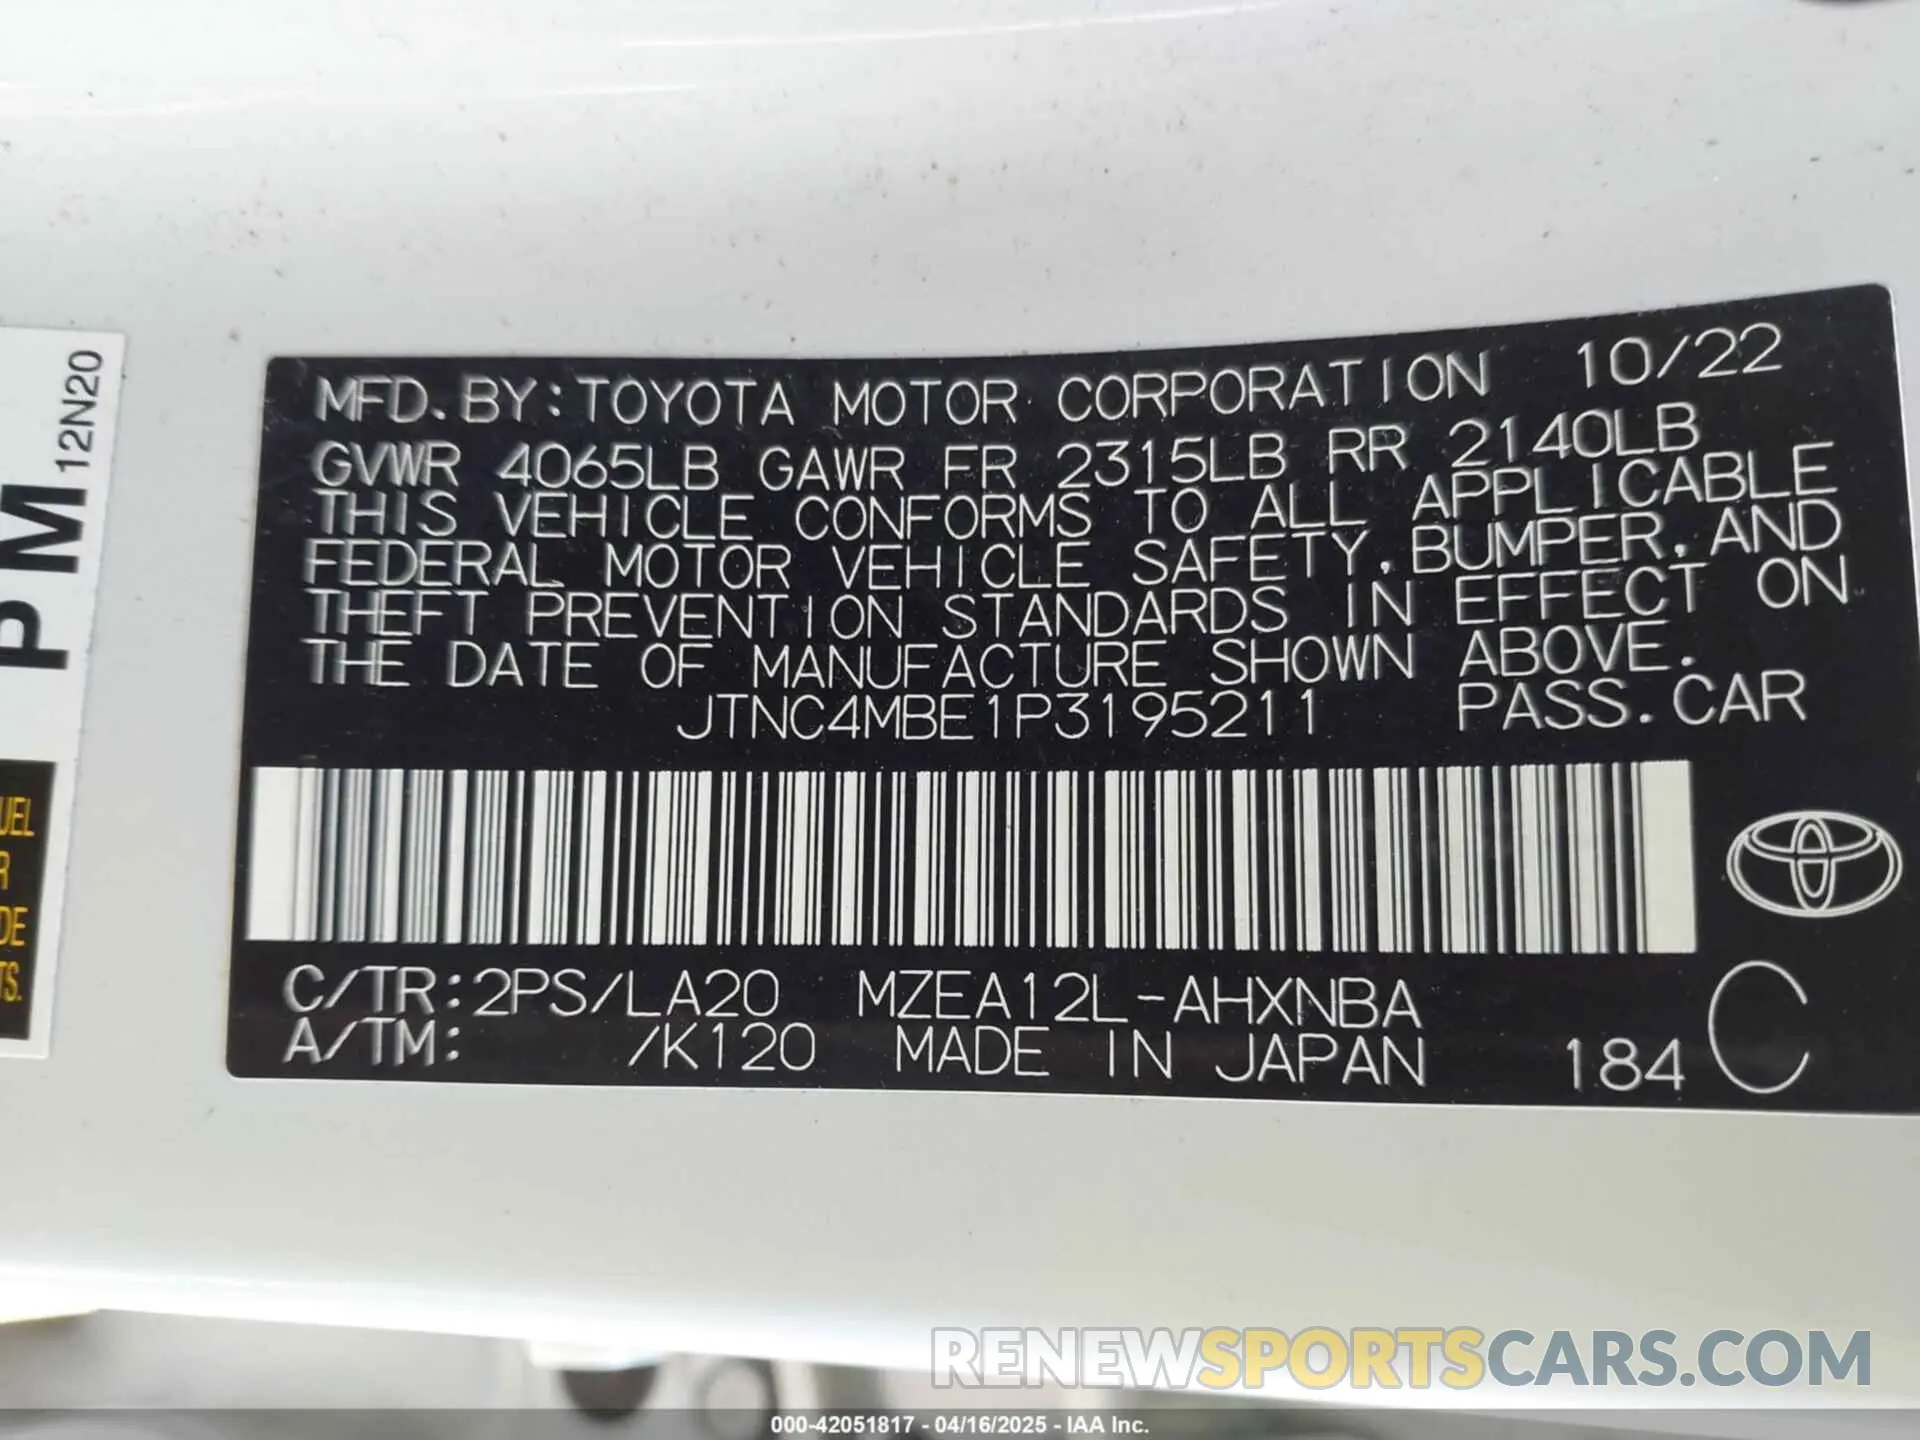 MFD. BY: TOYOTA MOTOR CORPORATION 10/22
GVWR 4065LB GAWR FR 2315LB RR 2140LB
THIS VEHICLE CONFORMS TO ALL APPLICABLE
FEDERAL MOTOR VEHICLE SAFETY, BUMPER, AND
THEFT PREVENTION STANDARDS IN EFFECT ON
THE DATE OF MANUFACTURE SHOWN ABOVE.
JTNC4MBE1P3195211 PASS. CAR
C/TR: 2PS/LA20 MZEA12L-AHXNBA
A/TM: /K120 MADE IN JAPAN 184 C
P M
12N20
UEL
R
DE
TS.
RENEWSPORTSCARS.COM
000-42051817 - 04/16/2025 - IAA Inc.